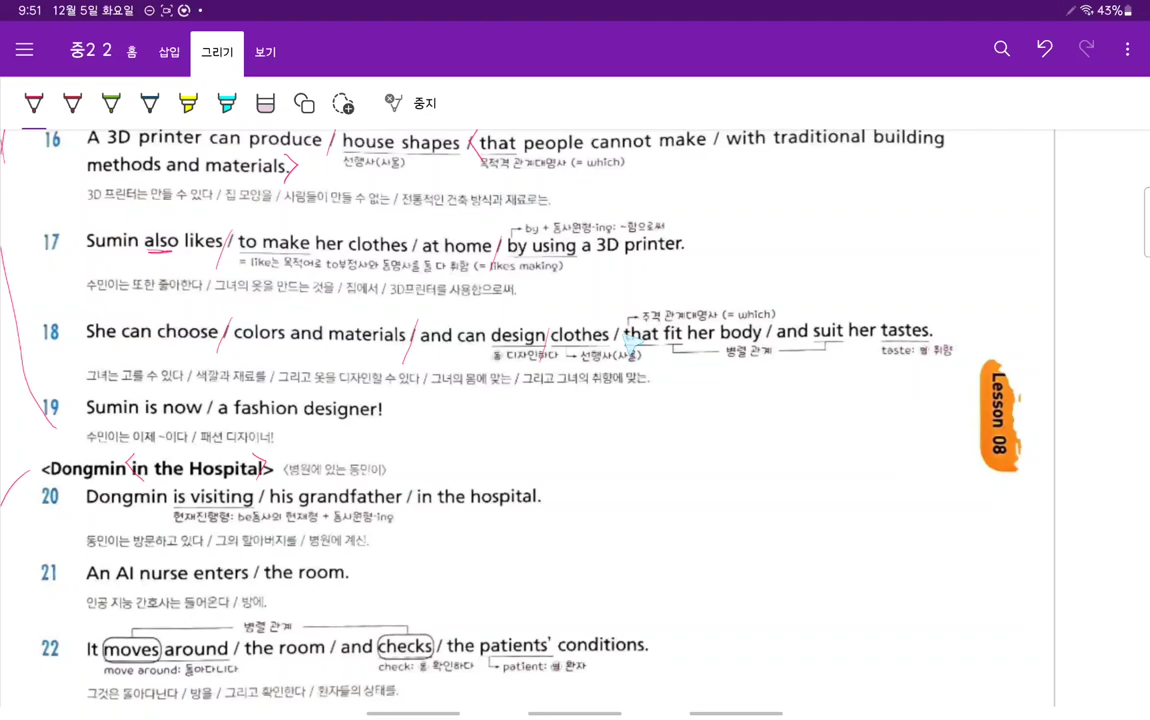 9:51 12월 5일 화요일 43%
중2 2 홈 삽입 그리기 보기
중지
16 A 3D printer can produce / house shapes / that people cannot make / with traditional building
선행사(사물) 목적격 관계대명사 (= which)
methods and materials.
3D 프린터는 만들 수 있다 / 집 모양을 / 사람들이 만들 수 없는 / 전통적인 건축 방식과 재료로는.
by + 동사원형-ing: ~함으로써
17 Sumin also likes / to make her clothes / at home / by using a 3D printer.
= like는 목적어로 to부정사와 동명사를 둘 다 취함 (= likes making)
수민이는 또한 좋아한다 / 그녀의 옷을 만드는 것을 / 집에서 / 3D프린터를 사용함으로써.
주격 관계대명사 (= which)
18 She can choose / colors and materials / and can design clothes / that fit her body / and suit her tastes.
동 디자인하다 선행사(사물) 병렬 관계 taste: 명 취향
그녀는 고를 수 있다 / 색깔과 재료를 / 그리고 옷을 디자인할 수 있다 / 그녀의 몸에 맞는 / 그리고 그녀의 취향에 맞는.
19 Sumin is now / a fashion designer!
수민이는 이제 ~이다 / 패션 디자이너!
Lesson 08
<Dongmin in the Hospital> 〈병원에 있는 동민이〉
20 Dongmin is visiting / his grandfather / in the hospital.
현재진행형: be동사의 현재형 + 동사원형-ing
동민이는 방문하고 있다 / 그의 할아버지를 / 병원에 계신.
21 An AI nurse enters / the room.
인공 지능 간호사는 들어온다 / 방에.
병렬 관계
22 It moves around / the room / and checks / the patients' conditions.
move around: 돌아다니다 check: 동 확인하다 patient: 명 환자
그것은 돌아다닌다 / 방을 / 그리고 확인한다 / 환자들의 상태를.